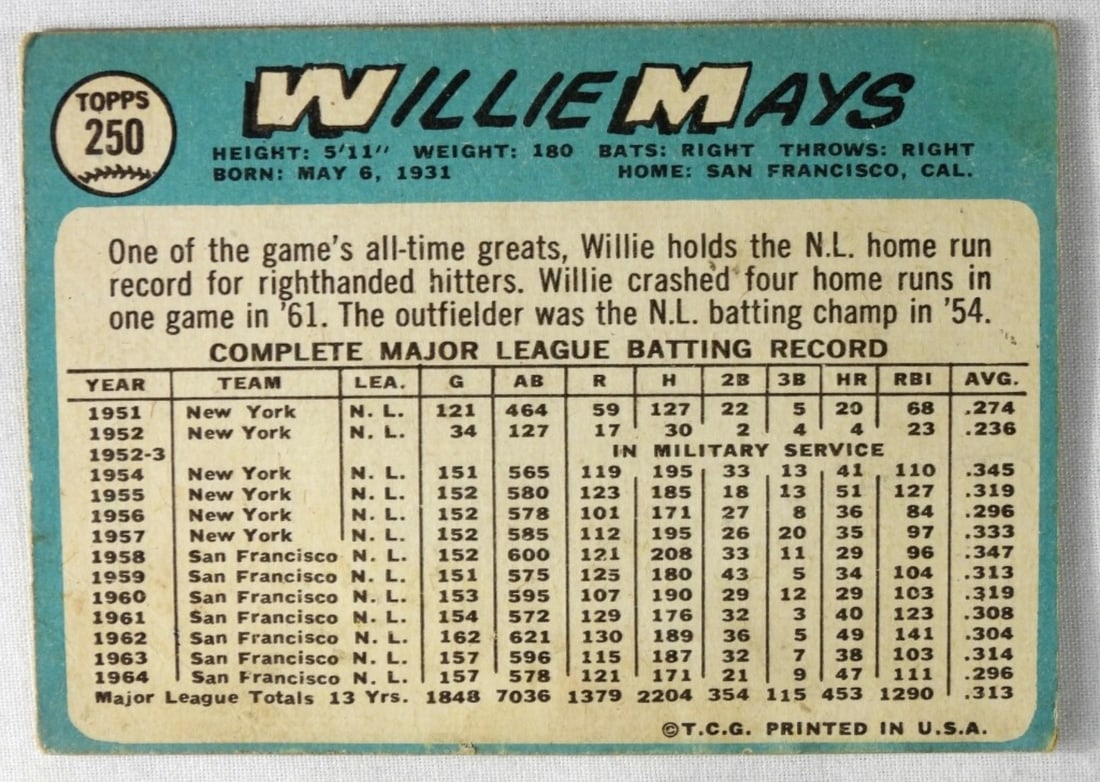 TOPPS
250
WILLIE MAYS
HEIGHT: 5'11" WEIGHT: 180 BATS: RIGHT THROWS: RIGHT
BORN: MAY 6, 1931 HOME: SAN FRANCISCO, CAL.
One of the game's all-time greats, Willie holds the N.L. home run
record for righthanded hitters. Willie crashed four home runs in
one game in '61. The outfielder was the N.L. batting champ in '54.
COMPLETE MAJOR LEAGUE BATTING RECORD
YEAR TEAM LEA. G AB R H 2B 3B HR RBI AVG.
1951 New York N. L. 121 464 59 127 22 5 20 68 .274
1952 New York N. L. 34 127 17 30 2 4 4 23 .236
1952-3 IN MILITARY SERVICE
1954 New York N. L. 151 565 119 195 33 13 41 110 .345
1955 New York N. L. 152 580 123 185 18 13 51 127 .319
1956 New York N. L. 152 578 101 171 27 8 36 84 .296
1957 New York N. L. 152 585 112 195 26 20 35 97 .333
1958 San Francisco N. L. 152 600 121 208 33 11 29 96 .347
1959 San Francisco N. L. 151 575 125 180 43 5 34 104 .313
1960 San Francisco N. L. 153 595 107 190 29 12 29 103 .319
1961 San Francisco N. L. 154 572 129 176 32 3 40 123 .308
1962 San Francisco N. L. 162 621 130 189 36 5 49 141 .304
1963 San Francisco N. L. 157 596 115 187 32 7 38 103 .314
1964 San Francisco N. L. 157 578 121 171 21 9 47 111 .296
Major League Totals 13 Yrs. 1848 7036 1379 2204 354 115 453 1290 .313
©T.C.G. PRINTED IN U.S.A.